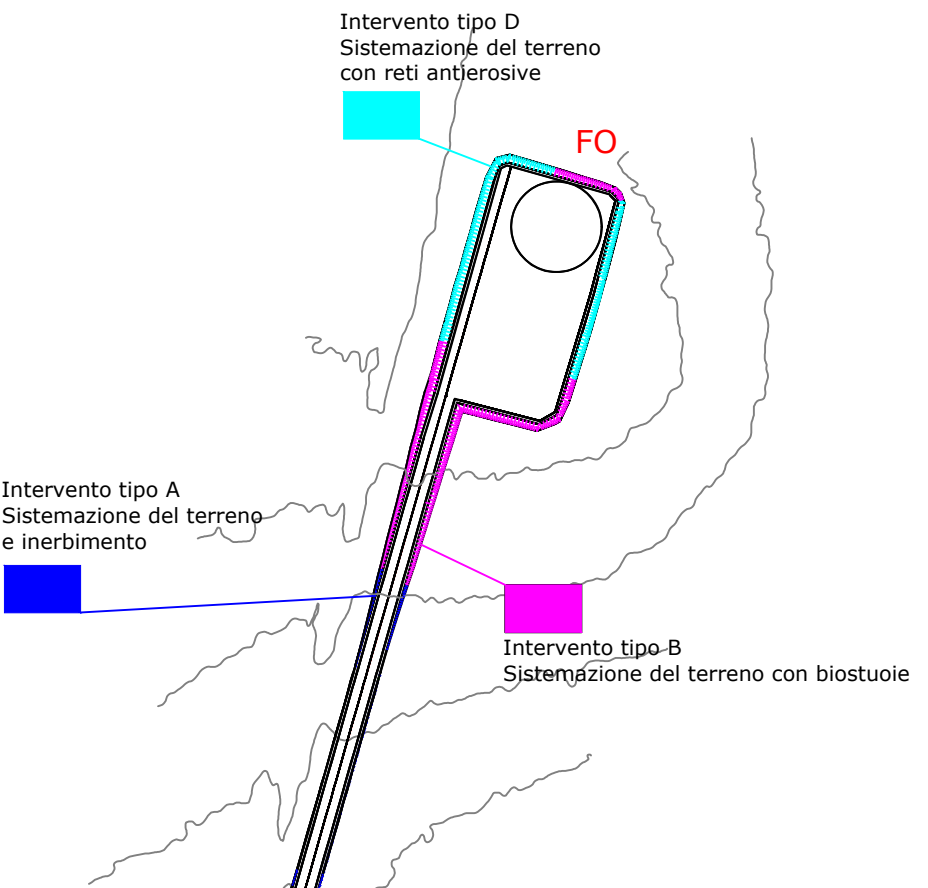 Intervento tipo D
Sistemazione del terreno
con reti antierosive
FO
Intervento tipo A
Sistemazione del terreno
e inerbimento
Intervento tipo B
Sistemazione del terreno con biostuoie